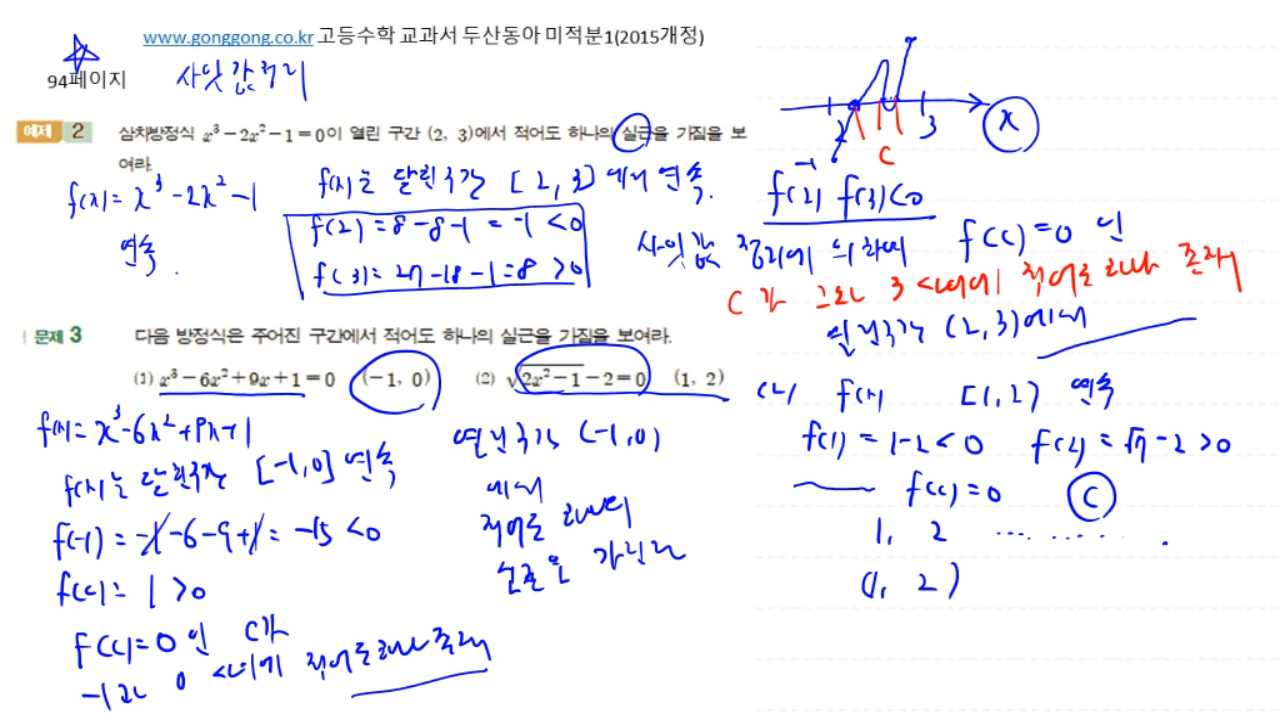 www.gonggong.co.kr 고등수학 교과서 두산동아 미적분1(2015개정)
94페이지 사잇값정리
예제 2 삼차방정식 x³-2x²-1=0이 열린 구간 (2, 3)에서 적어도 하나의 실근을 가짐을 보
여라.
f(x)=x³-2x²-1
연속.
f(x)는 닫힌구간 [2,3]에서 연속.
f(2)=8-8-1=-1<0
f(3)=27-18-1=8>0
2 3 x
-1 c
f(2) f(3)<0
사잇값 정리에 의하여 f(c)=0 인
c가 2와 3 사이에 적어도 하나 존재
열린구간 (2,3)에서
문제 3 다음 방정식은 주어진 구간에서 적어도 하나의 실근을 가짐을 보여라.
(1) x³-6x²+9x+1=0 (-1, 0) (2) √2x²-1-2=0 (1, 2)
f(x)=x³-6x²+9x+1
f(x)는 닫힌구간 [-1,0] 연속
f(-1)=-1-6-9+1=-15<0
f(c)=1>0
f(c)=0인 c가
-1과 0 사이에 적어도 하나 존재
열린구간 (-1,0)
에서
적어도 하나의
실근을 가진다
(2) f(x) [1,2] 연속
f(1)=1-2<0 f(2)=√7-2>0
f(c)=0 c
1, 2 ........
(1, 2)